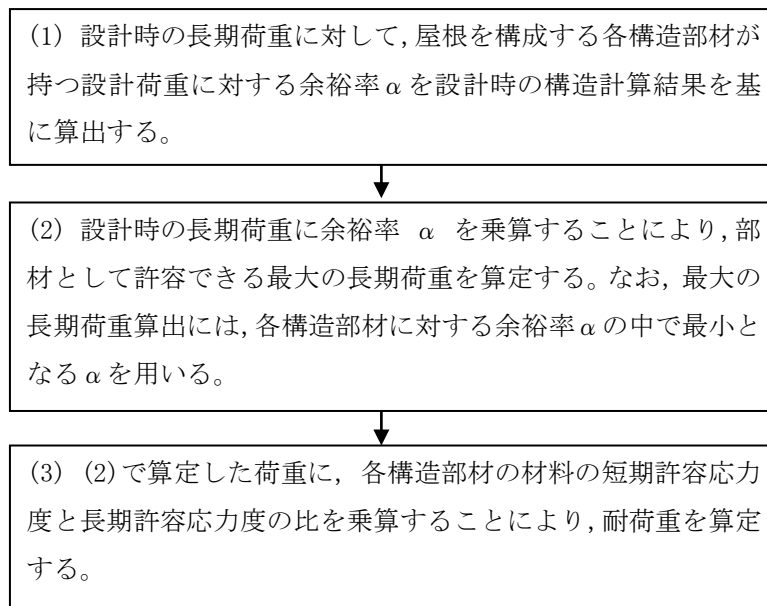 (1) 設計時の長期荷重に対して,屋根を構成する各構造部材が
持つ設計荷重に対する余裕率αを設計時の構造計算結果を基
に算出する。
(2) 設計時の長期荷重に余裕率 α を乗算することにより,部
材として許容できる最大の長期荷重を算定する。なお,最大の
長期荷重算出には,各構造部材に対する余裕率αの中で最小と
なるαを用いる。
(3) (2)で算定した荷重に, 各構造部材の材料の短期許容応力
度と長期許容応力度の比を乗算することにより,耐荷重を算定
する。